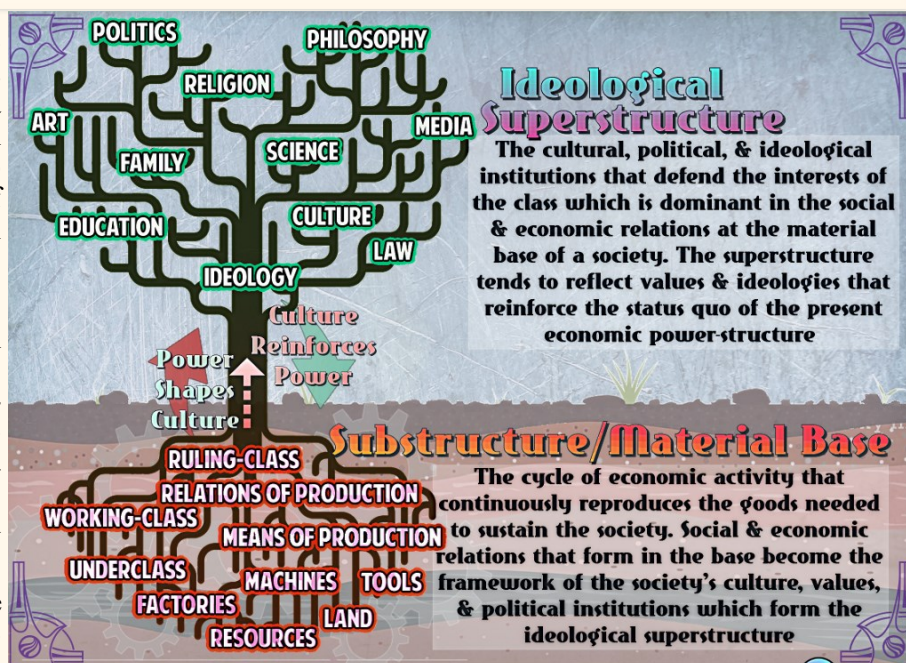 POLITICS
PHILOSOPHY
RELIGION
ART
MEDIA
FAMILY
SCIENCE
EDUCATION
CULTURE
LAW
IDEOLOGY
Ideological
Superstructure
The cultural, political, & ideological
institutions that defend the interests of
the class which is dominant in the social
& economic relations at the material
base of a society. The superstructure
tends to reflect values & ideologies that
reinforce the status quo of the present
economic power-structure
Power
Shapes
Culture
Culture
Reinforces
Power
Substructure/Material Base
The cycle of economic activity that
continuously reproduces the goods needed
to sustain the society. Social & economic
relations that form in the base become the
framework of the society's culture, values,
& political institutions which form the
ideological superstructure
RULING-CLASS
RELATIONS OF PRODUCTION
WORKING-CLASS
MEANS OF PRODUCTION
UNDERCLASS
MACHINES
TOOLS
FACTORIES
LAND
RESOURCES